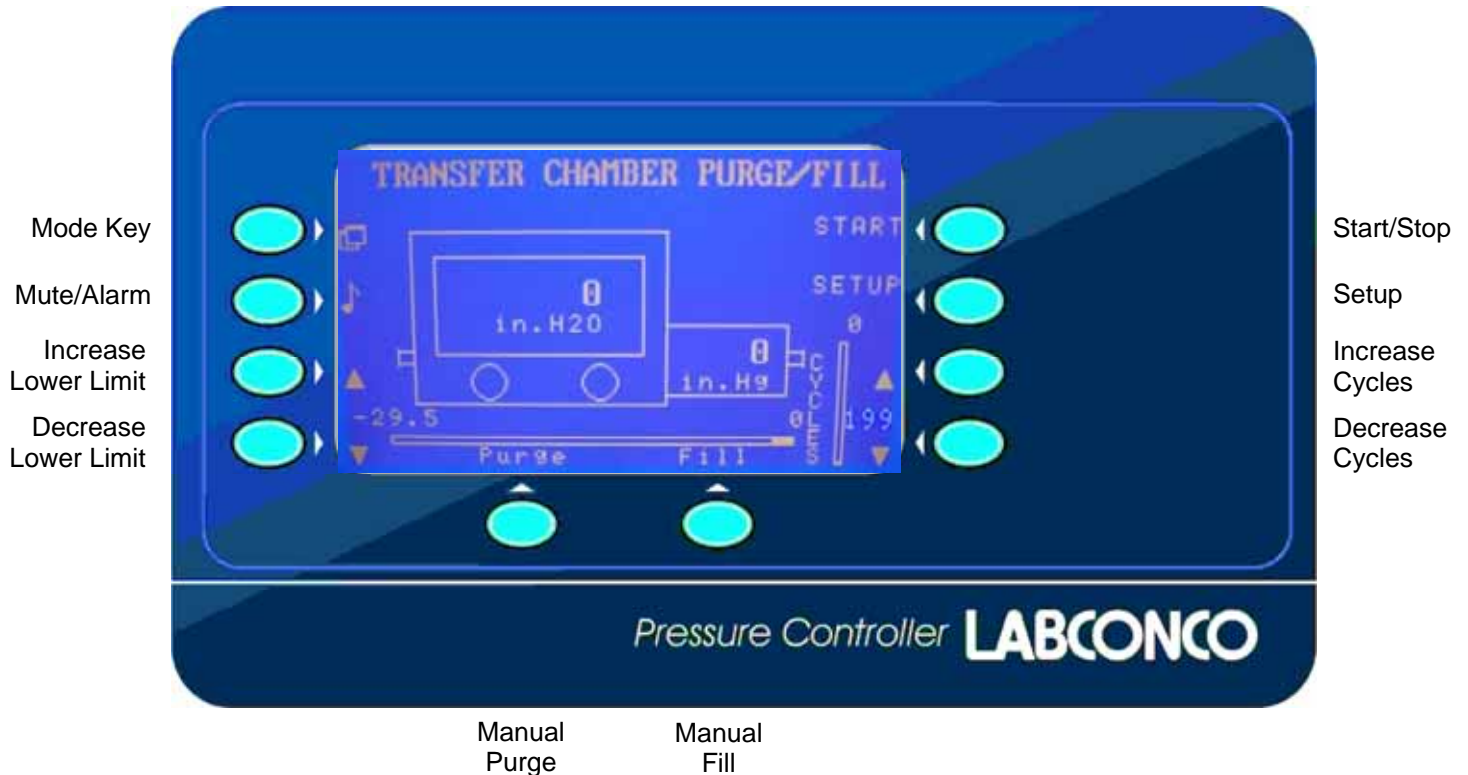 TRANSFER CHAMBER PURGE/FILL
Mode Key
START
Start/Stop
Mute/Alarm
SETUP
Setup
0
in.H2O
0
Increase
Lower Limit
0
in.Hg
CYCLES
Increase
Cycles
-29.5
0
199
Decrease
Lower Limit
Decrease
Cycles
Purge
Fill
Pressure Controller LABCONCO
Manual
Purge
Manual
Fill